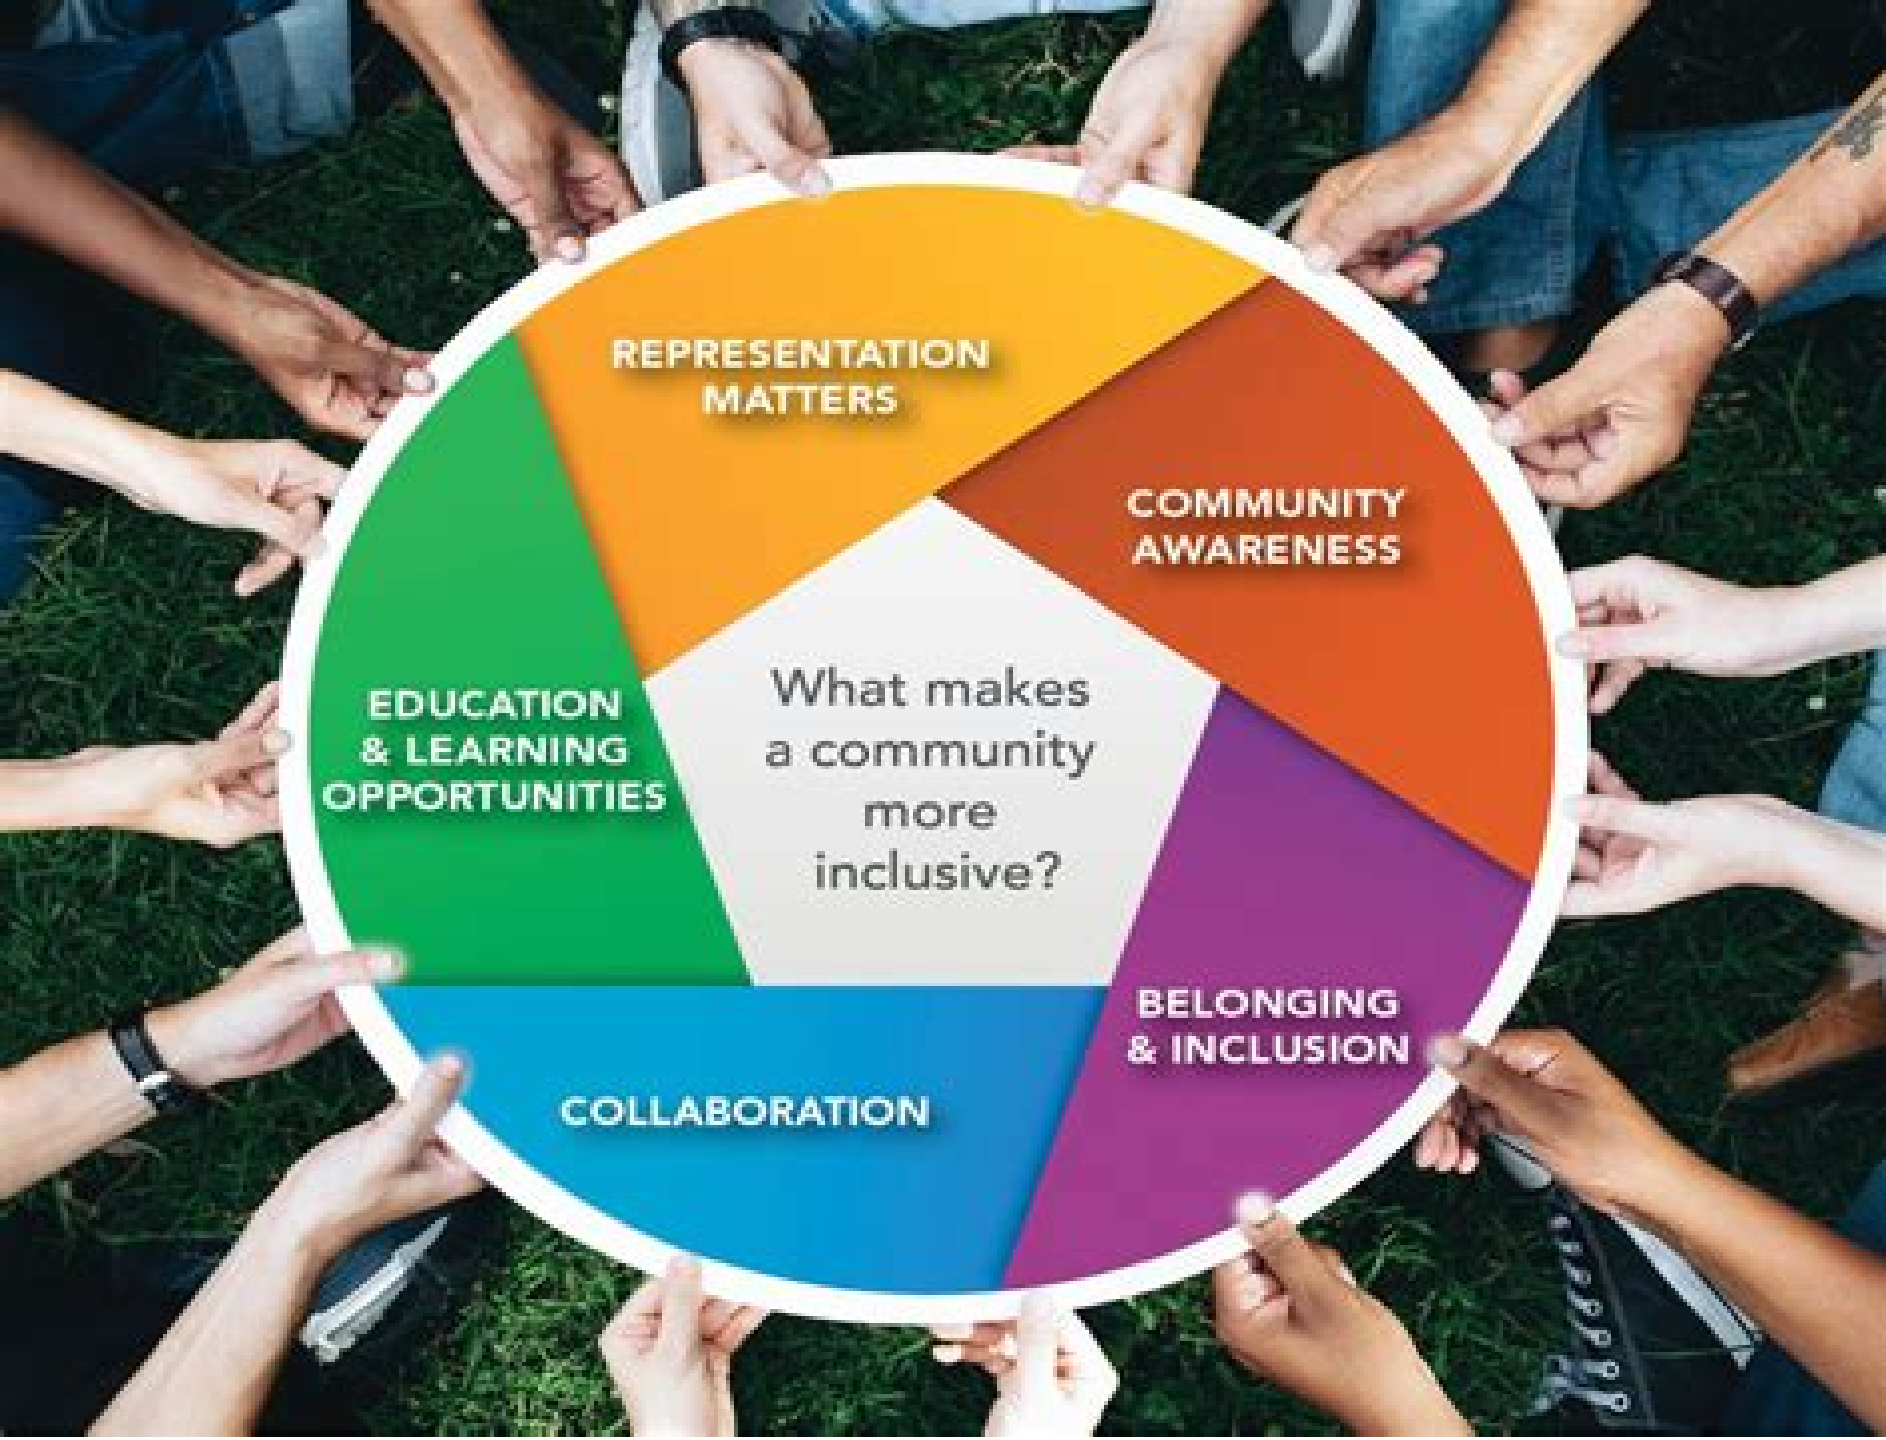 REPRESENTATION
MATTERS
COMMUNITY
AWARENESS
What makes
a community
more
inclusive?
EDUCATION
& LEARNING
OPPORTUNITIES
BELONGING
& INCLUSION
COLLABORATION